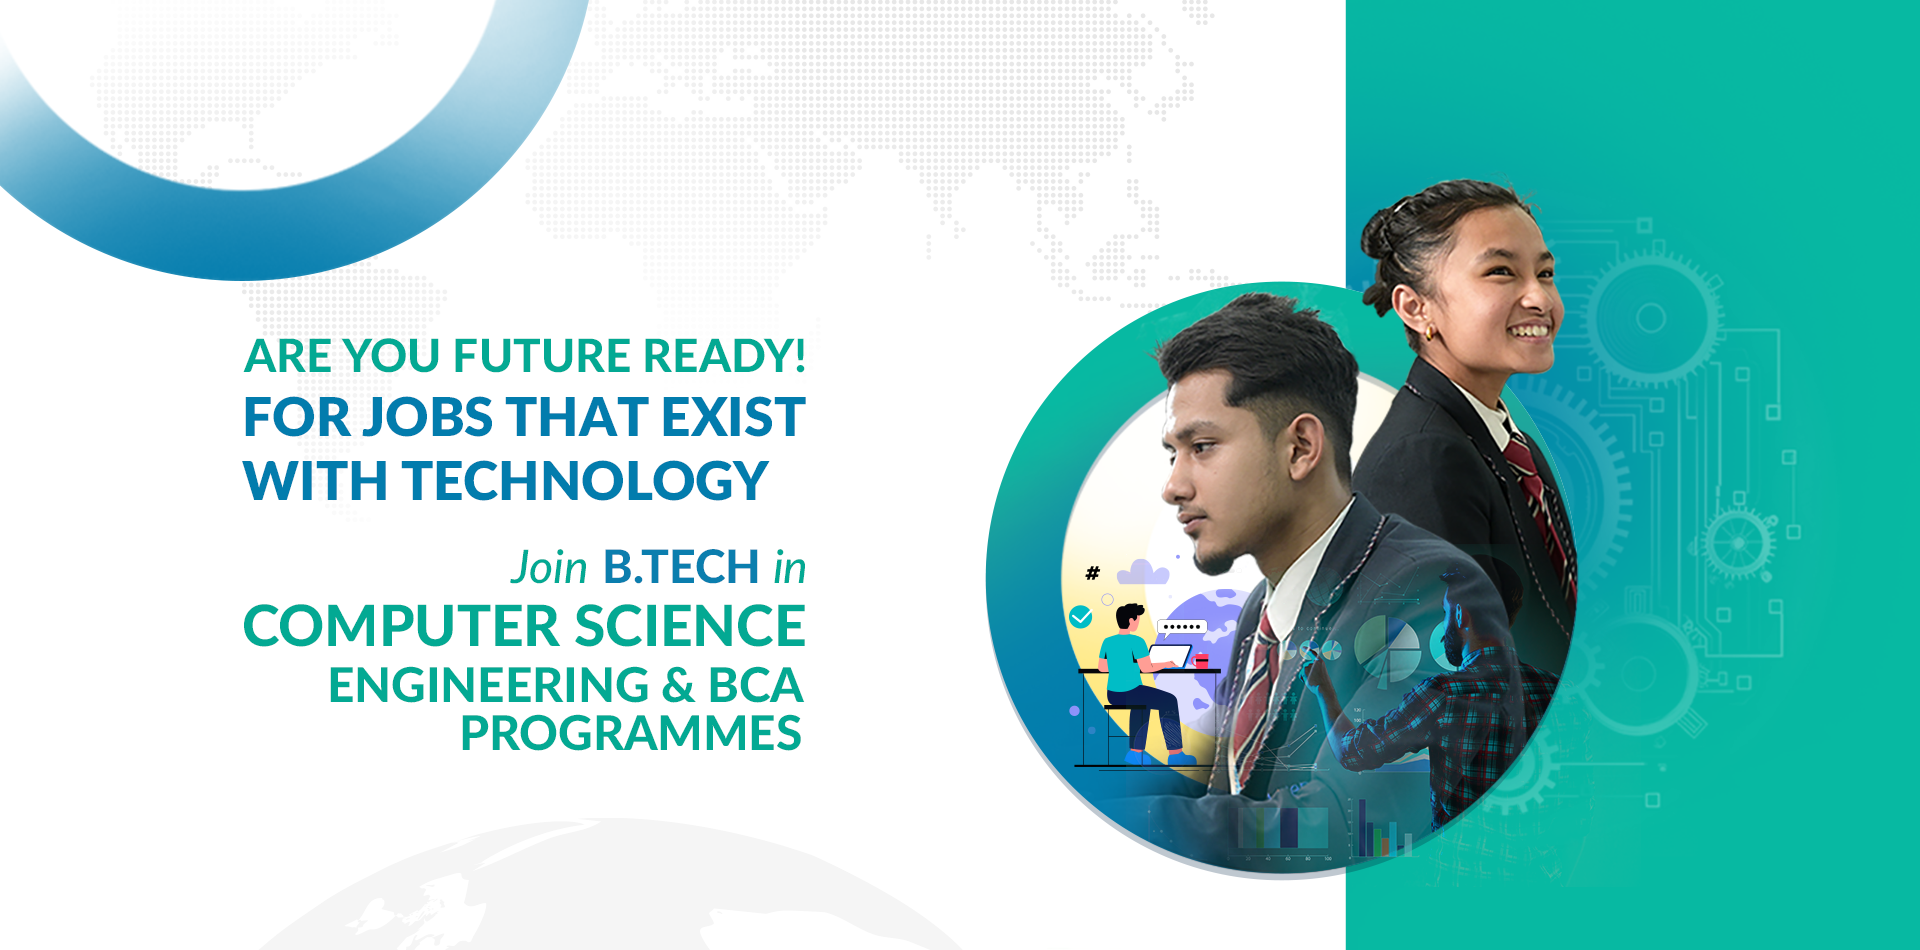 ARE YOU FUTURE READY!
FOR JOBS THAT EXIST
WITH TECHNOLOGY
Join B.TECH in
COMPUTER SCIENCE
ENGINEERING & BCA
PROGRAMMES
#